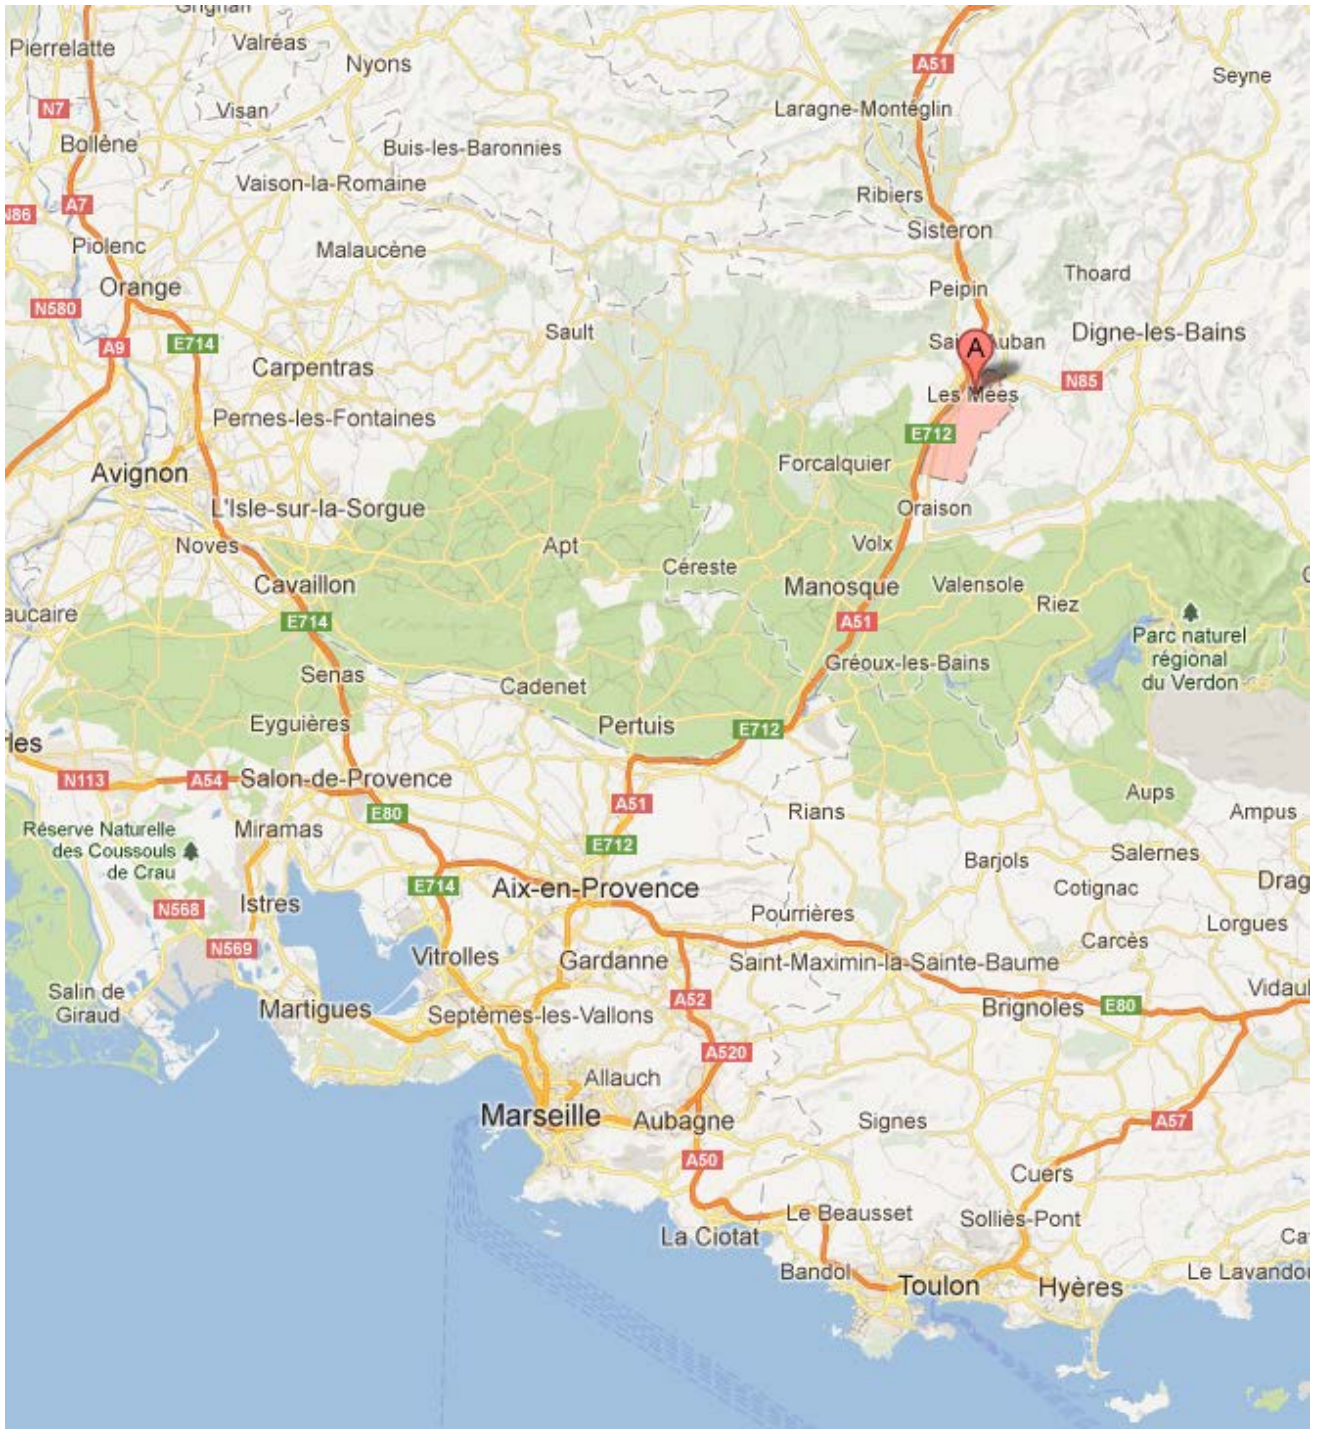 Pierrelatte
Valréas
Nyons
A51
Seyne
N7
Visan
Laragne-Montéglin
Bollène
Buis-les-Baronnies
Vaison-la-Romaine
Ribiers
A7
N86
Sisteron
Piolenc
Malaucène
Thoard
Orange
Peipin
N580
Sault
Digne-les-Bains
E714
A9
A
Carpentras
N85
Les Mées
Pernes-les-Fontaines
E712
Avignon
Forcalquier
L'Isle-sur-la-Sorgue
Oraison
Noves
Apt
Volx
Céreste
Cavaillon
Manosque
Valensole
Riez
aucaire
E714
A51
Parc naturel
régional
du Verdon
Gréoux-les-Bains
Senas
Cadenet
Eyguières
Pertuis
E712
les
N113
A54
Salon-de-Provence
Aups
A51
E80
Rians
Ampus
Réserve Naturelle
des Coussouls
de Crau
Miramas
E712
Barjols
Salernes
E714
Aix-en-Provence
Cotignac
Drag
Istres
N568
Pourrières
Lorgues
N569
Carcès
Vitrolles
Gardanne
Saint-Maximin-la-Sainte-Baume
Salin de
Giraud
A52
Vidau
Martigues
Septèmes-les-Vallons
Brignoles
E80
A520
Allauch
Marseille
Aubagne
Signes
A57
A50
Cuers
Le Beausset
Solliès-Pont
La Ciotat
Ca
Bandol
Toulon
Hyères
Le Lavandou